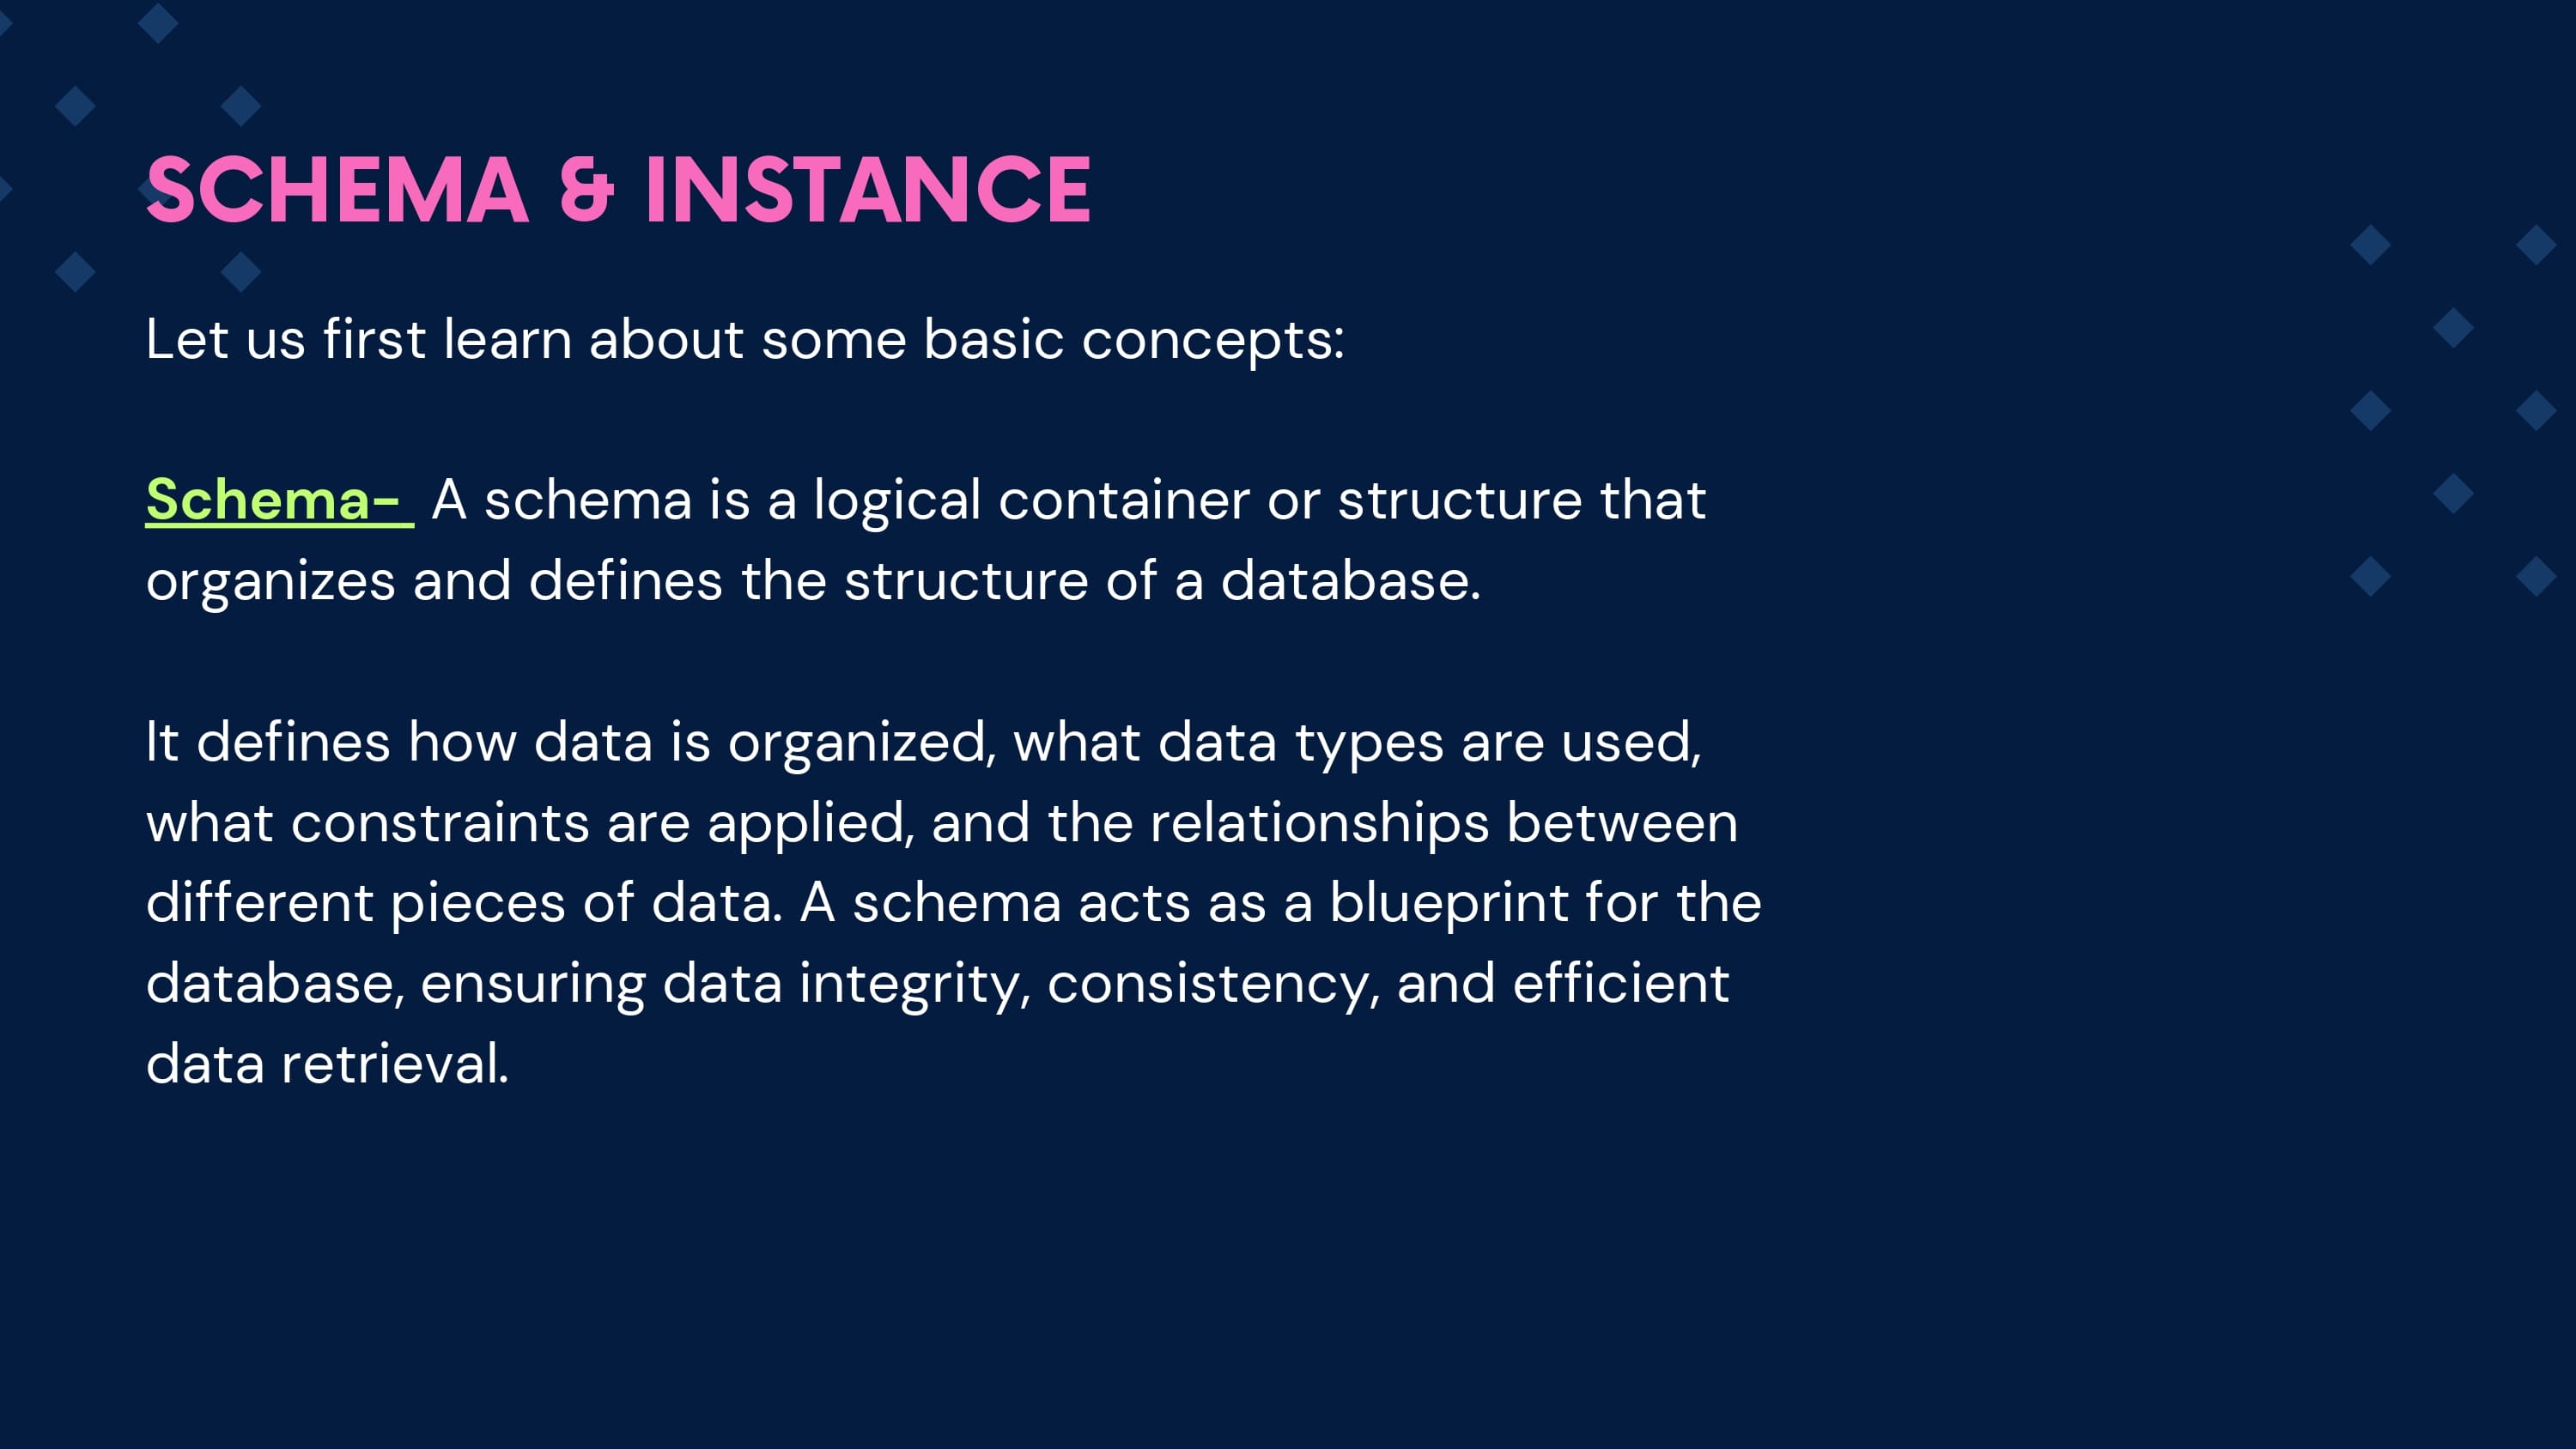 SCHEMA & INSTANCE
Let us first learn about some basic concepts:
Schema- A schema is a logical container or structure that
organizes and defines the structure of a database.
It defines how data is organized, what data types are used,
what constraints are applied, and the relationships between
different pieces of data. A schema acts as a blueprint for the
database, ensuring data integrity, consistency, and efficient
data retrieval.